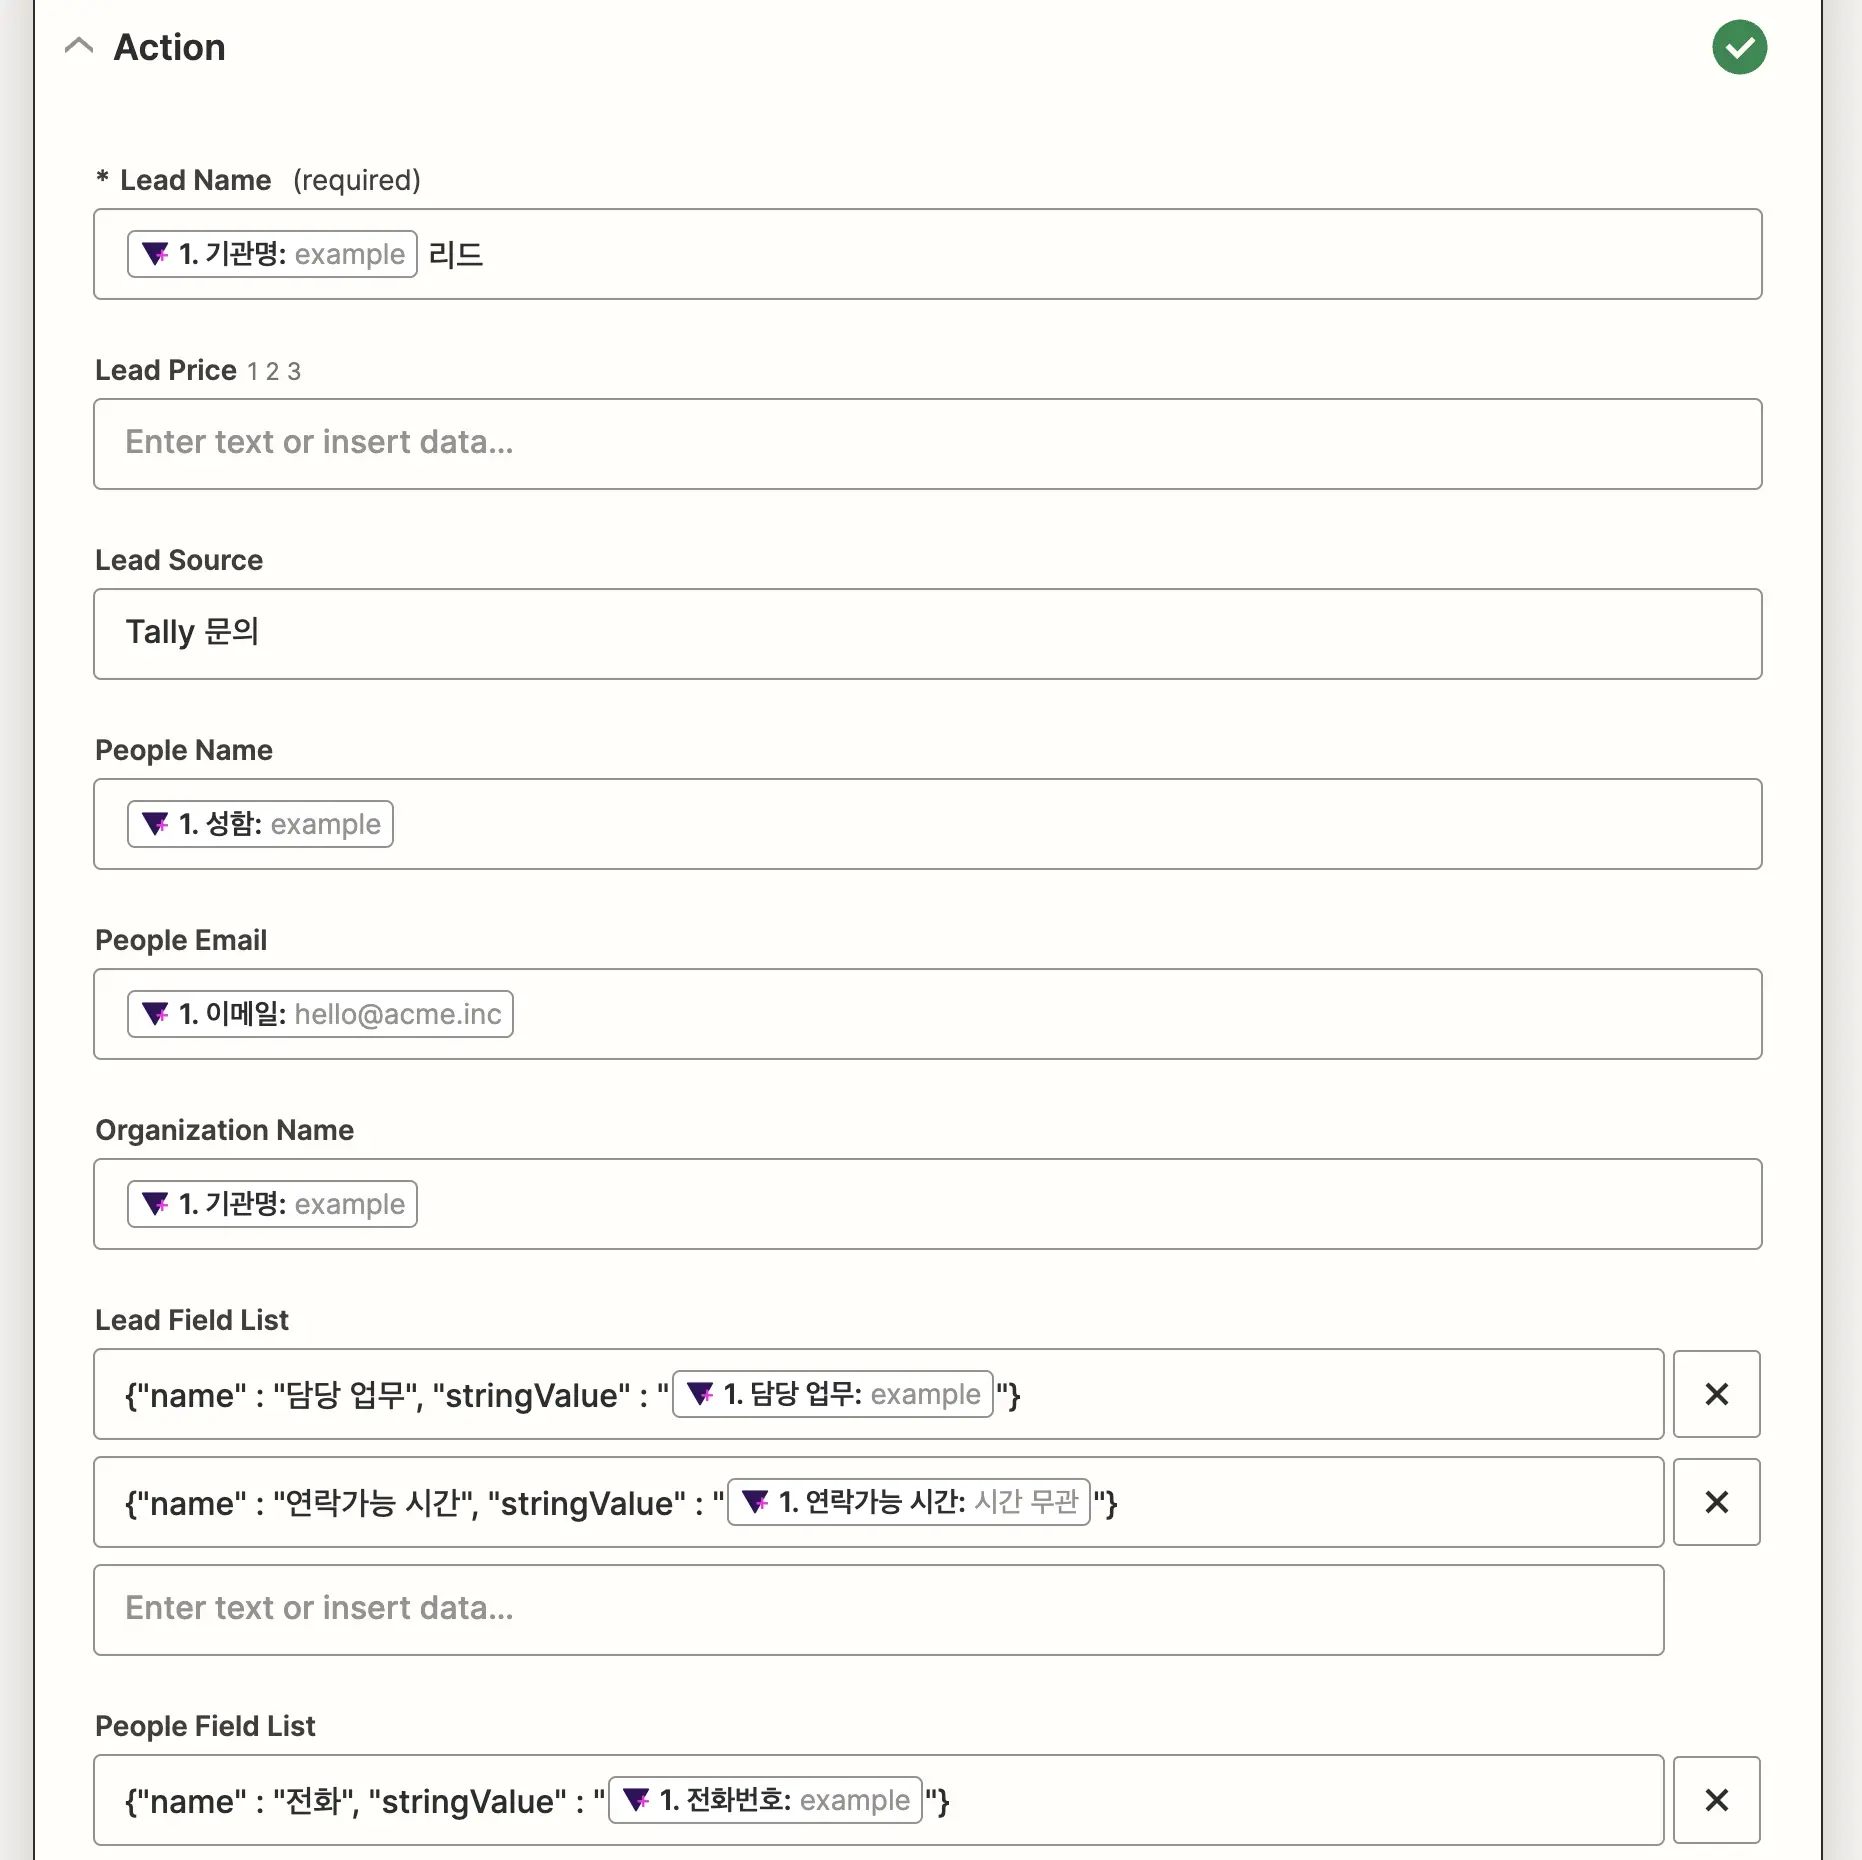 Action
* Lead Name (required)
1. 기관명: example 리드
Lead Price 1 2 3
Enter text or insert data...
Lead Source
Tally 문의
People Name
1. 성함: example
People Email
1. 이메일: hello@acme.inc
Organization Name
1. 기관명: example
Lead Field List
{"name" : "담당 업무", "stringValue" : " 1. 담당 업무: example "}
{"name" : "연락가능 시간", "stringValue" : " 1. 연락가능 시간: 시간 무관 "}
Enter text or insert data...
People Field List
{"name" : "전화", "stringValue" : " 1. 전화번호: example "}